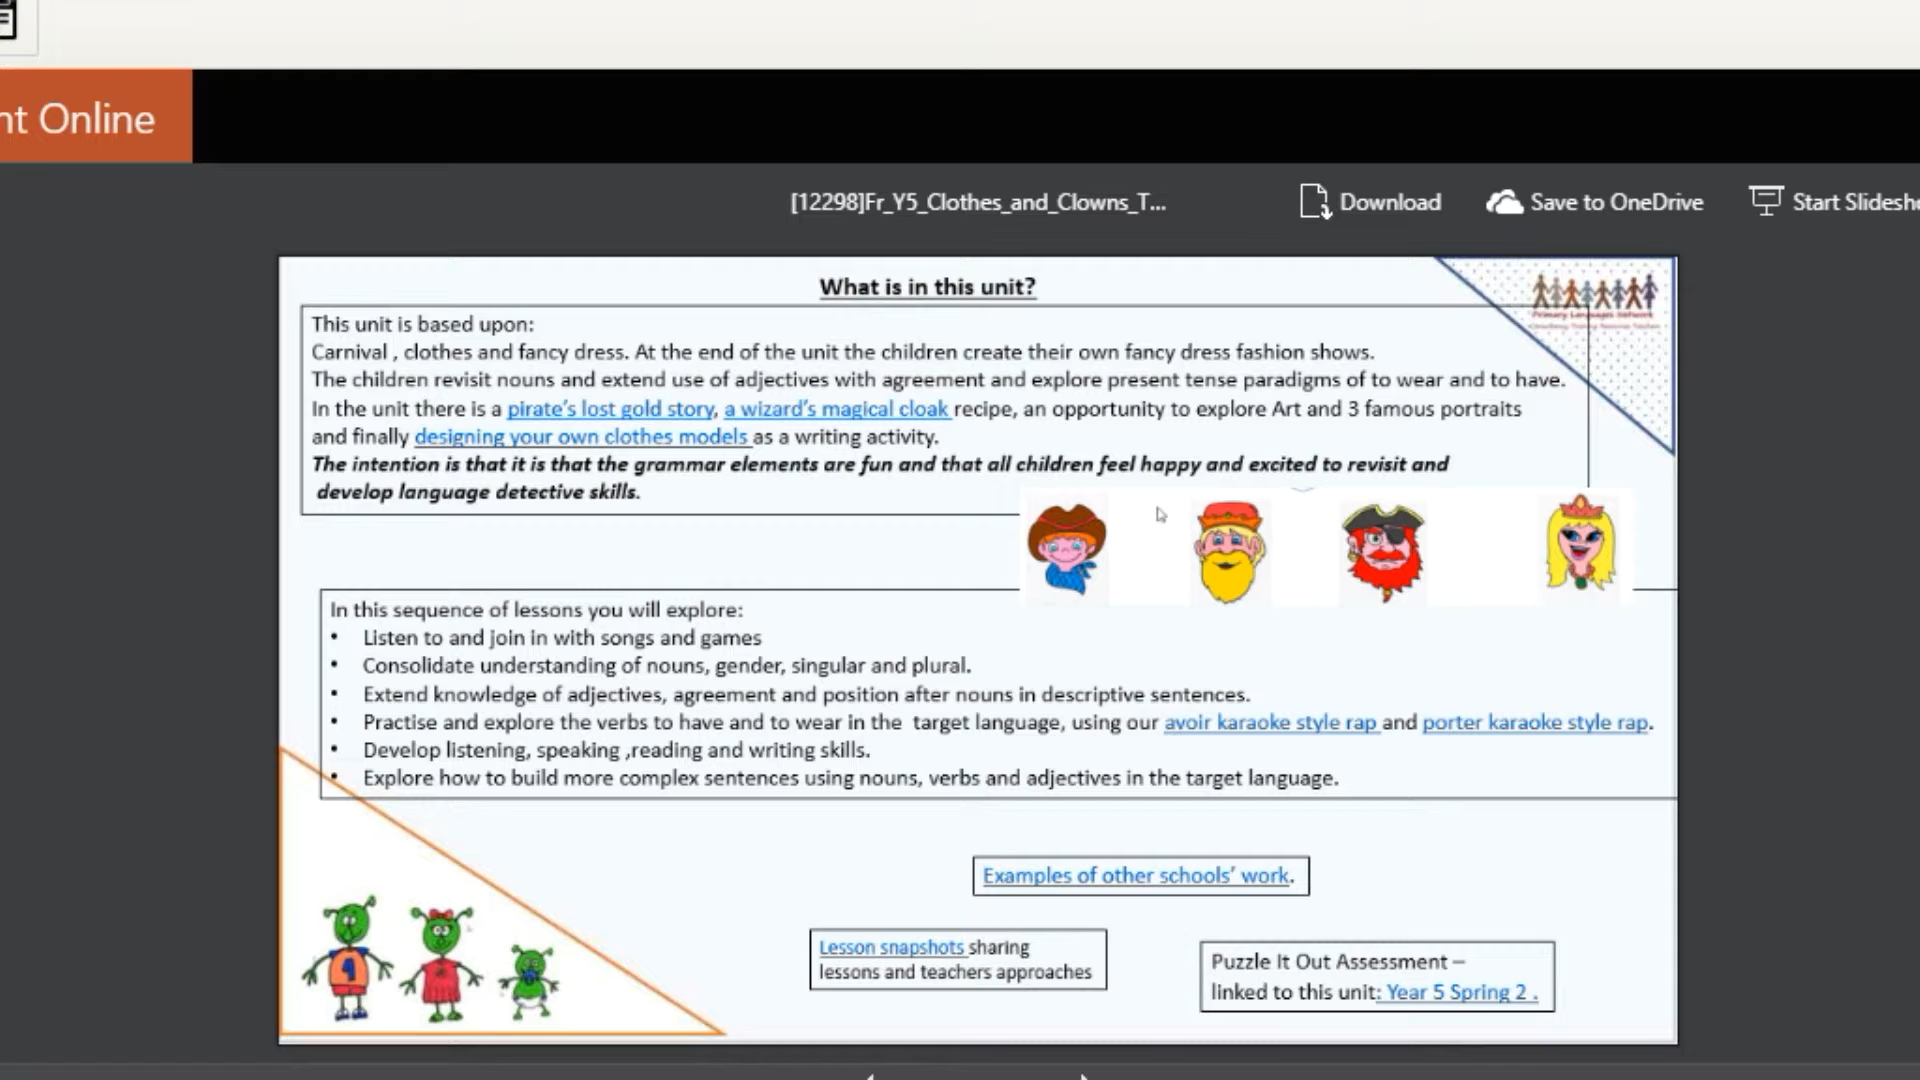 nt Online
[12298]Fr_Y5_Clothes_and_Clowns_T...
Download
Save to OneDrive
Start Slidesh
What is in this unit?
This unit is based upon:
Carnival , clothes and fancy dress. At the end of the unit the children create their own fancy dress fashion shows.
The children revisit nouns and extend use of adjectives with agreement and explore present tense paradigms of to wear and to have.
In the unit there is a pirate's lost gold story, a wizard's magical cloak recipe, an opportunity to explore Art and 3 famous portraits
and finally designing your own clothes models as a writing activity.
The intention is that it is that the grammar elements are fun and that all children feel happy and excited to revisit and
develop language detective skills.
Primary Languages Network
In this sequence of lessons you will explore:
• Listen to and join in with songs and games
• Consolidate understanding of nouns, gender, singular and plural.
• Extend knowledge of adjectives, agreement and position after nouns in descriptive sentences.
• Practise and explore the verbs to have and to wear in the target language, using our avoir karaoke style rap and porter karaoke style rap.
• Develop listening, speaking ,reading and writing skills.
• Explore how to build more complex sentences using nouns, verbs and adjectives in the target language.
Examples of other schools' work.
Lesson snapshots sharing
lessons and teachers approaches
Puzzle It Out Assessment –
linked to this unit: Year 5 Spring 2 .
1